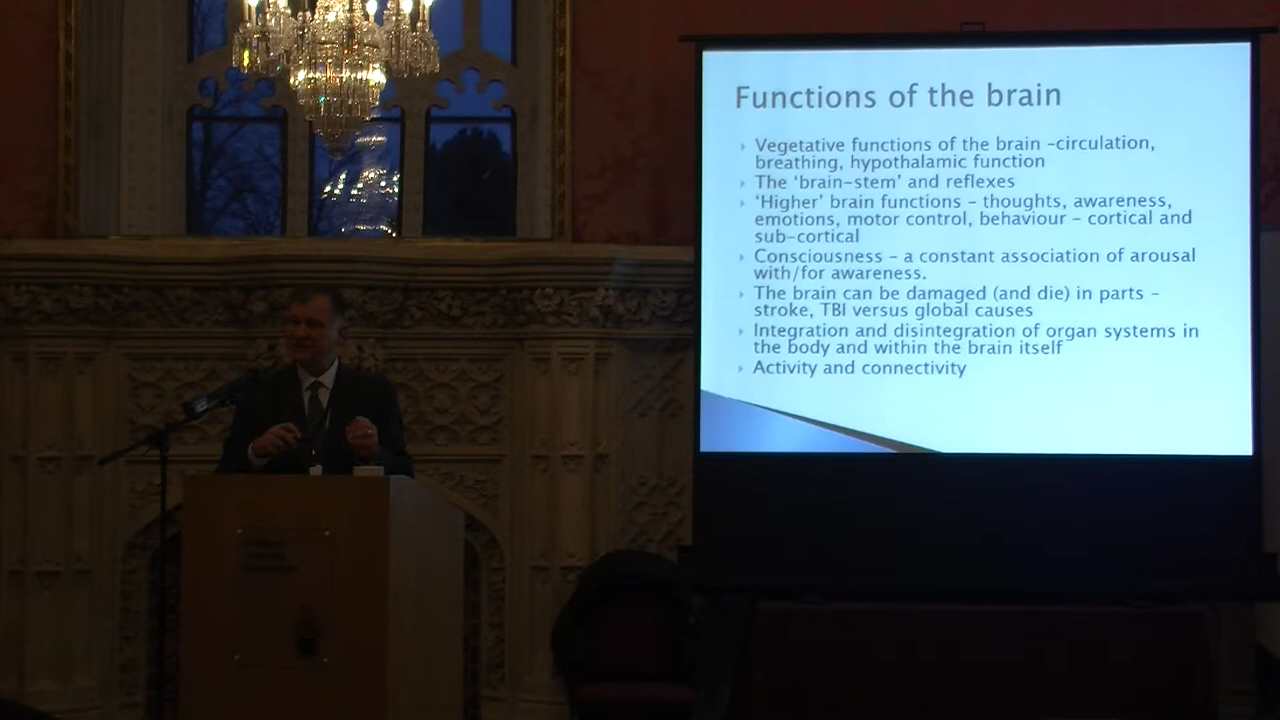 Functions of the brain
Vegetative functions of the brain –circulation,
breathing, hypothalamic function
The ‘brain-stem’ and reflexes
‘Higher’ brain functions – thoughts, awareness,
emotions, motor control, behaviour – cortical and
sub-cortical
Consciousness – a constant association of arousal
with/for awareness.
The brain can be damaged (and die) in parts –
stroke, TBI versus global causes
Integration and disintegration of organ systems in
the body and within the brain itself
Activity and connectivity